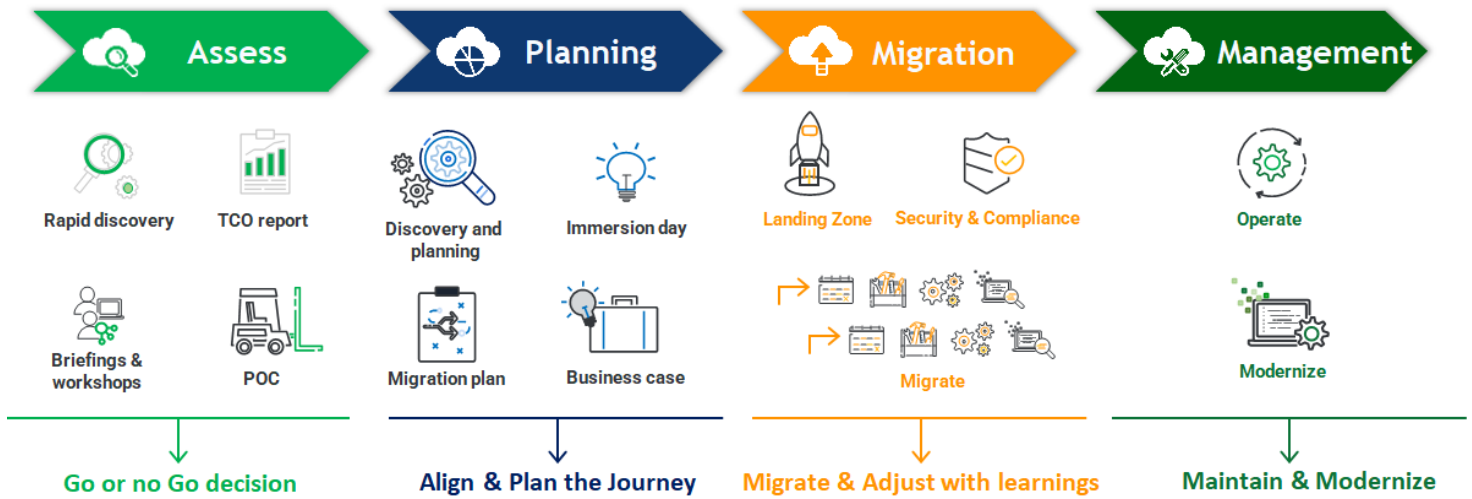 Assess
Planning
Migration
Management
Rapid discovery
TCO report
Discovery and
planning
Immersion day
Landing Zone
Security & Compliance
Operate
Briefings &
workshops
POC
Migration plan
Business case
Migrate
Modernize
Go or no Go decision
Align & Plan the Journey
Migrate & Adjust with learnings
Maintain & Modernize